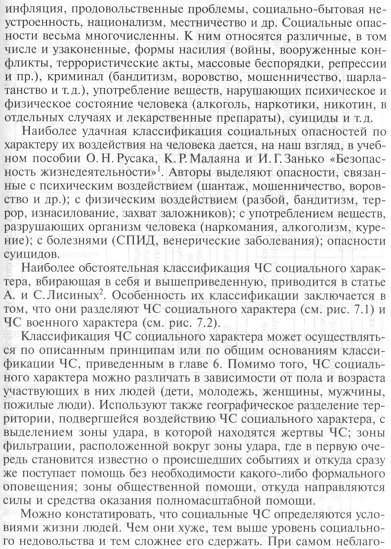 инфляция, продовольственные проблемы, социально-бытовая не-
устроенность, национализм, местничество и др. Социальные опас-
ности весьма многочисленны. К ним относятся различные, в том
числе и узаконенные, формы насилия (войны, вооруженные кон-
фликты, террористические акты, массовые беспорядки, репрессии
и пр.), криминал (бандитизм, воровство, мошенничество, шарла-
танство и т.д.), употребление веществ, нарушающих психическое и
физическое состояние человека (алкоголь, наркотики, никотин, в
отдельных случаях и лекарственные препараты), суициды и т.д.
Наиболее удачная классификация социальных опасностей по
характеру их воздействия на человека дается, на наш взгляд, в учеб-
ном пособии О.Н.Русака, К.Р.Малаяна и И.Г.Занько «Безопас-
ность жизнедеятельности»¹. Авторы выделяют опасности, связан-
ные с психическим воздействием (шантаж, мошенничество, воров-
ство и др.); с физическим воздействием (разбой, бандитизм, тер-
рор, изнасилование, захват заложников); с употреблением веществ,
разрушающих организм человека (наркомания, алкоголизм, куре-
ние); с болезнями (СПИД, венерические заболевания); опасности
суицидов.
Наиболее обстоятельная классификация ЧС социального харак-
тера, вбирающая в себя и вышеприведенную, приводится в статье
А. и С.Лисиных². Особенность их классификации заключается в
том, что они разделяют ЧС социального характера (см. рис. 7.1) и
ЧС военного характера (см. рис. 7.2).
Классификация ЧС социального характера может осуществлять-
ся по описанным принципам или по общим основаниям класси-
фикации ЧС, приведенным в главе 6. Помимо того, ЧС социаль-
ного характера можно различать в зависимости от пола и возраста
участвующих в них людей (дети, молодежь, женщины, мужчины,
пожилые люди). Используют также географическое разделение тер-
ритории, подвергшейся воздействию ЧС социального характера, с
выделением зоны удара, в которой находятся жертвы ЧС; зоны
фильтрации, расположенной вокруг зоны удара, где в первую оче-
редь становится известно о происшедших событиях и откуда сразу
же поступает помощь без необходимости какого-либо формального
оповещения; зоны общественной помощи, откуда направляются
силы и средства оказания полномасштабной помощи.
Можно констатировать, что социальные ЧС определяются усло-
виями жизни людей. Чем они хуже, тем выше уровень социально-
го недовольства и тем сложнее его сдержать. При самом неблаго-